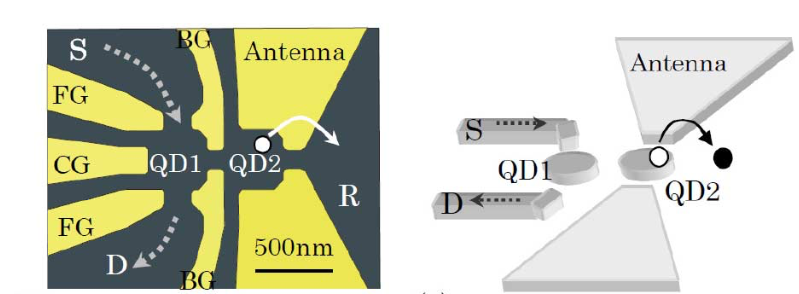 BG
S
Antenna
FG
CG
QD1
QD2
R
FG
500nm
D
BG
Antenna
S
QD1
D
QD2